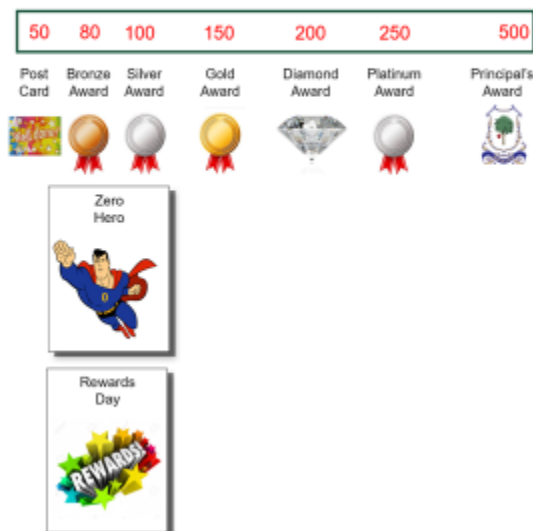 50 80 100 150 200 250 500
Post Bronze Silver Gold Diamond Platinum Principal's
Card Award Award Award Award Award Award
Zero
Hero
0
Rewards
Day
REWARDS!